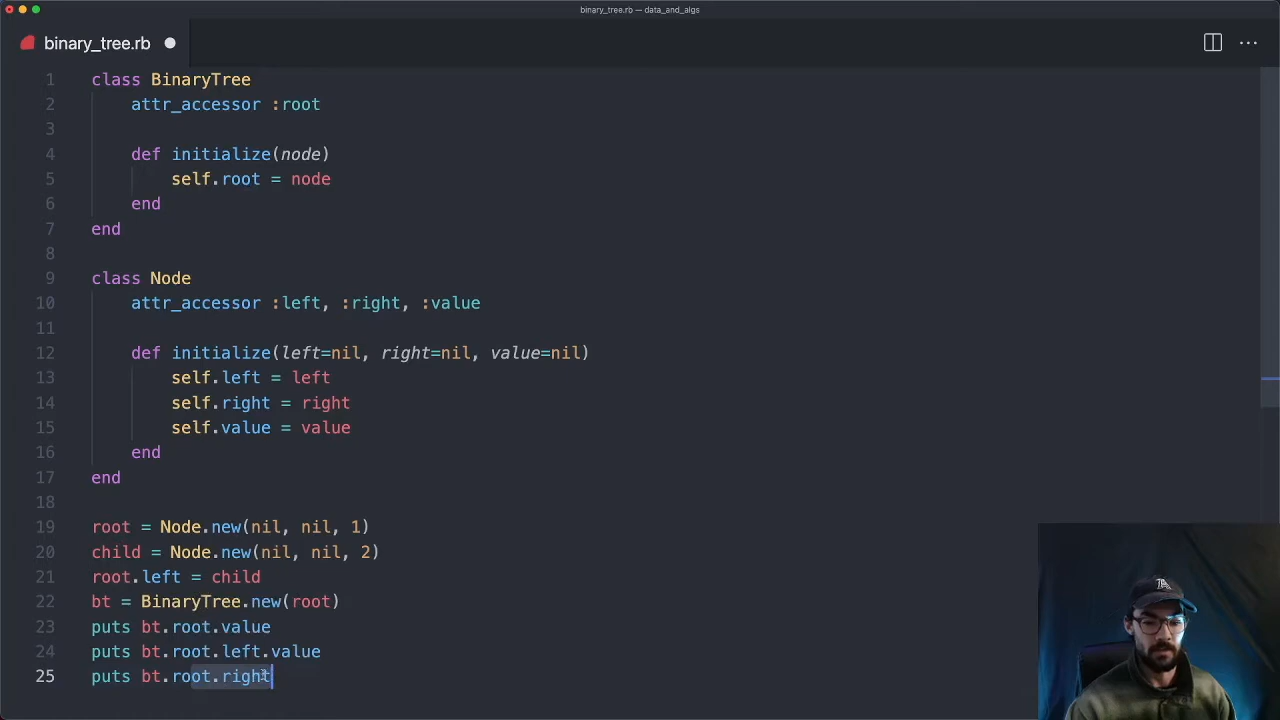 binary_tree.rb — data_and_algs
binary_tree.rb
1 class BinaryTree
2 attr_accessor :root
3
4 def initialize(node)
5 self.root = node
6 end
7 end
8
9 class Node
10 attr_accessor :left, :right, :value
11
12 def initialize(left=nil, right=nil, value=nil)
13 self.left = left
14 self.right = right
15 self.value = value
16 end
17 end
18
19 root = Node.new(nil, nil, 1)
20 child = Node.new(nil, nil, 2)
21 root.left = child
22 bt = BinaryTree.new(root)
23 puts bt.root.value
24 puts bt.root.left.value
25 puts bt.root.right